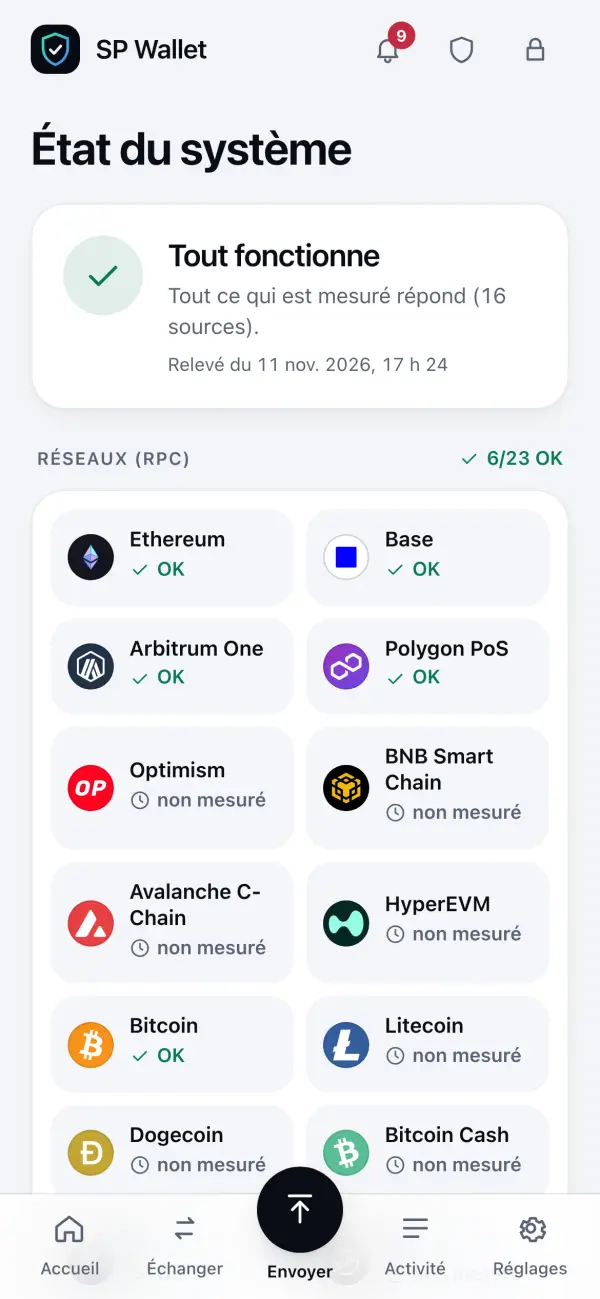 SP Wallet
9
État du système
Tout fonctionne
Tout ce qui est mesuré répond (16
sources).
Relevé du 11 nov. 2026, 17 h 24
RÉSEAUX (RPC)
6/23 OK
Ethereum
OK
Base
OK
Arbitrum One
OK
Polygon PoS
OK
OP
Optimism
non mesuré
BNB Smart
Chain
non mesuré
Avalanche C-
Chain
non mesuré
HyperEVM
non mesuré
Bitcoin
OK
Litecoin
non mesuré
Dogecoin
non mesuré
Bitcoin Cash
non mesuré
Accueil
Échanger
Envoyer
Activité
Réglages